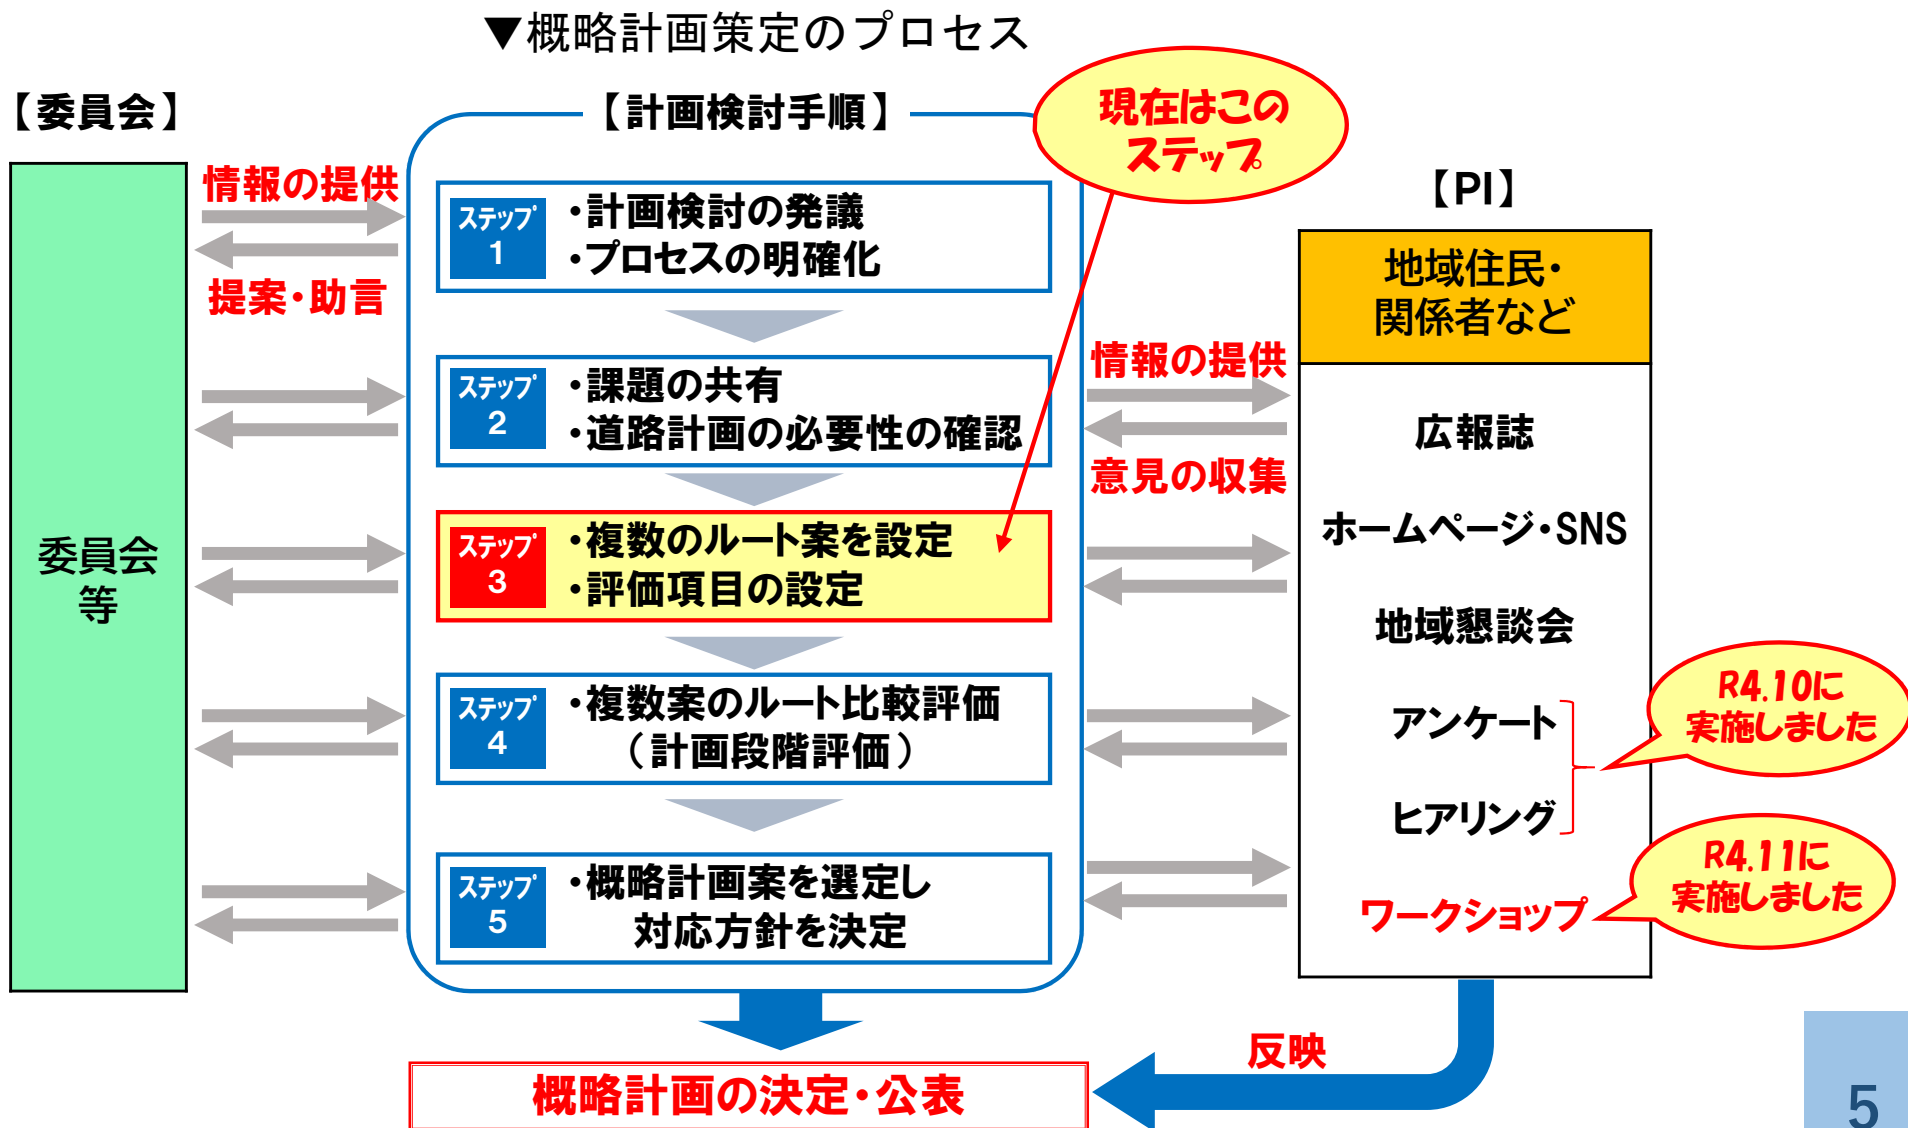 ▼概略計画策定のプロセス
【委員会】
委員会
等
情報の提供
提案・助言
【計画検討手順】
現在はこの
ステップ
ステップ
1
・計画検討の発議
・プロセスの明確化
ステップ
2
・課題の共有
・道路計画の必要性の確認
ステップ
3
・複数のルート案を設定
・評価項目の設定
ステップ
4
・複数案のルート比較評価
（計画段階評価）
ステップ
5
・概略計画案を選定し
対応方針を決定
情報の提供
意見の収集
【PI】
地域住民・
関係者など
広報誌
ホームページ・SNS
地域懇談会
アンケート
ヒアリング
R4.10に
実施しました
ワークショップ
R4.11に
実施しました
反映
概略計画の決定・公表
5